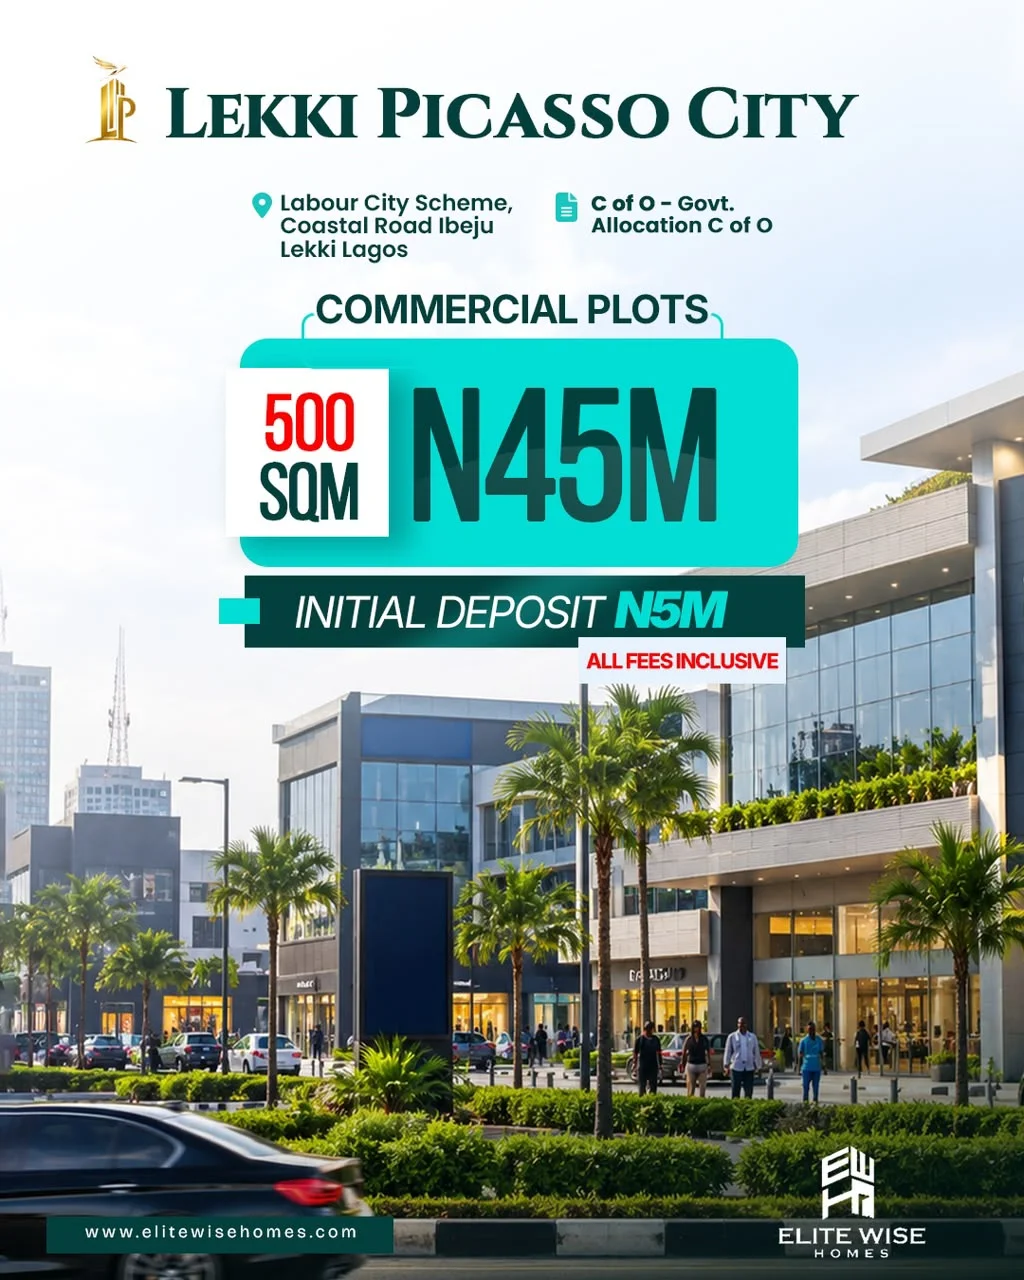 LEKKI PICASSO CITY
Labour City Scheme,
Coastal Road Ibeju
Lekki Lagos
C of O – Govt.
Allocation C of O
COMMERCIAL PLOTS
500
SQM
N45M
INITIAL DEPOSIT N5M
ALL FEES INCLUSIVE
www.elitewisehomes.com
ELITE WISE
HOMES